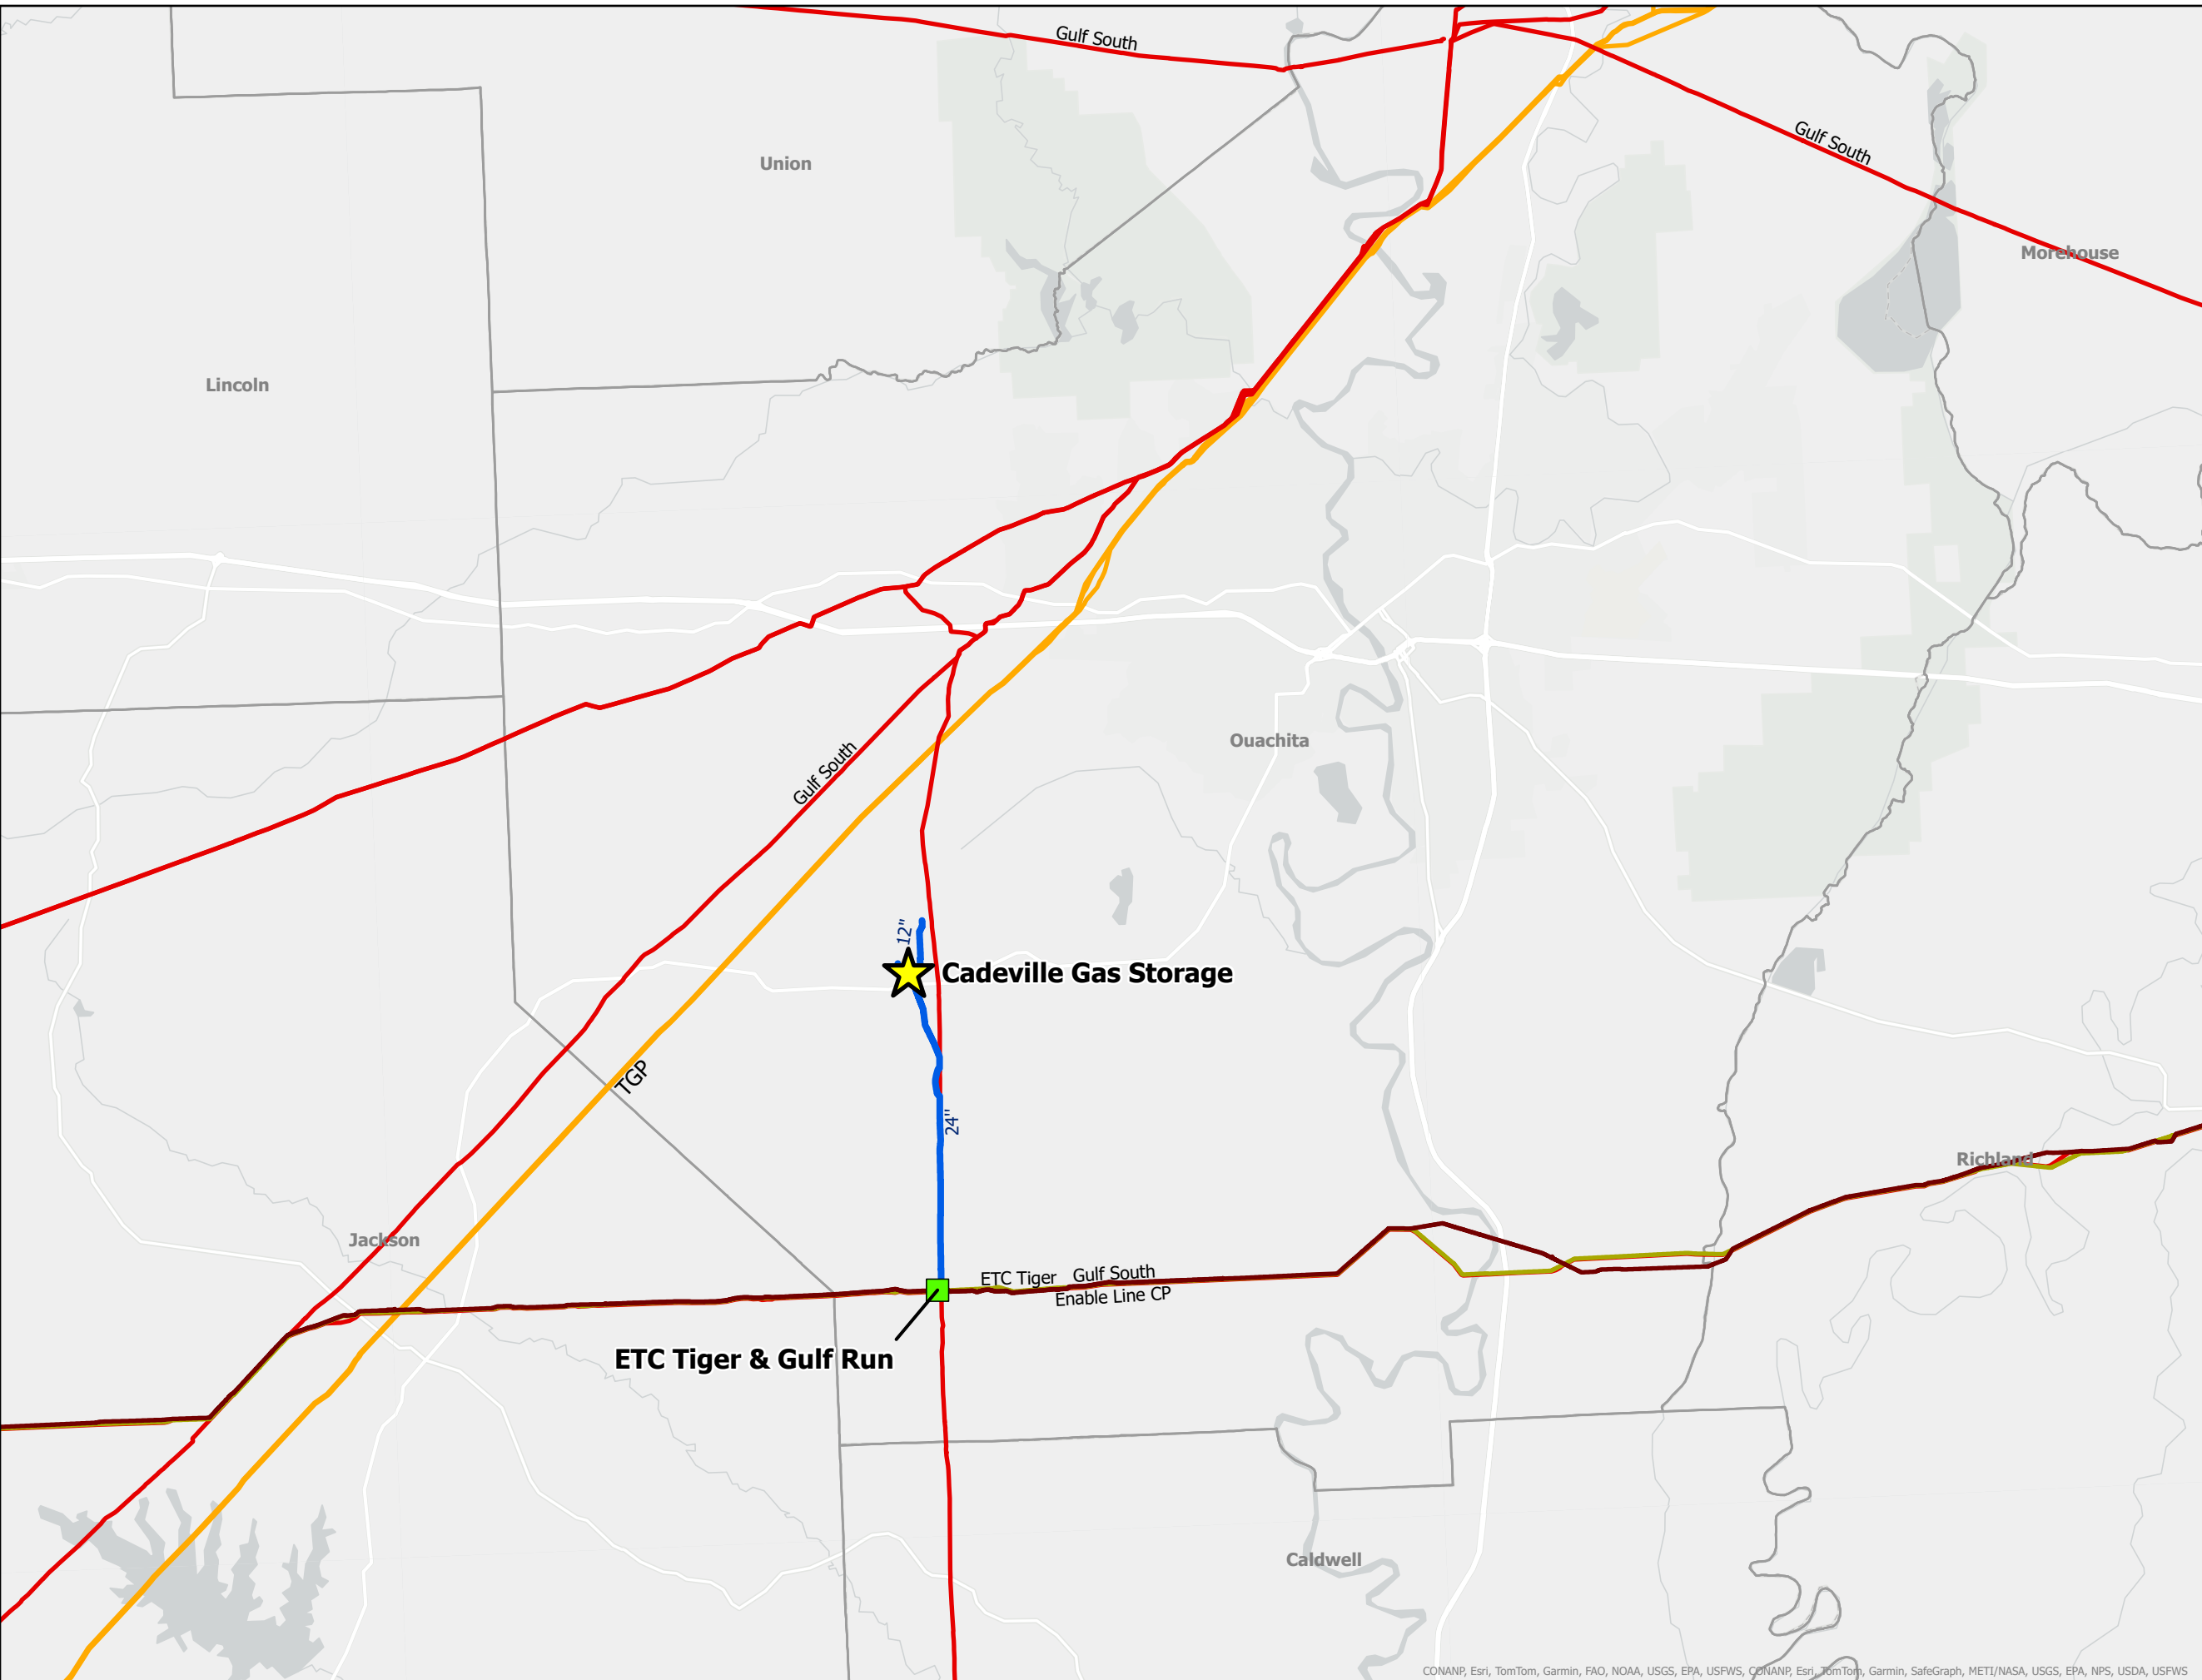 Gulf South
Gulf South
Union
Morehouse
Lincoln
Ouachita
Gulf South
12"
Cadeville Gas Storage
TGP
24"
Richland
Jackson
ETC Tiger Gulf South
Enable Line CP
ETC Tiger & Gulf Run
Caldwell
CONANP, Esri, TomTom, Garmin, FAO, NOAA, USGS, EPA, USFWS, CONANP, Esri, TomTom, Garmin, SafeGraph, METI/NASA, USGS, EPA, NPS, USDA, USFWS